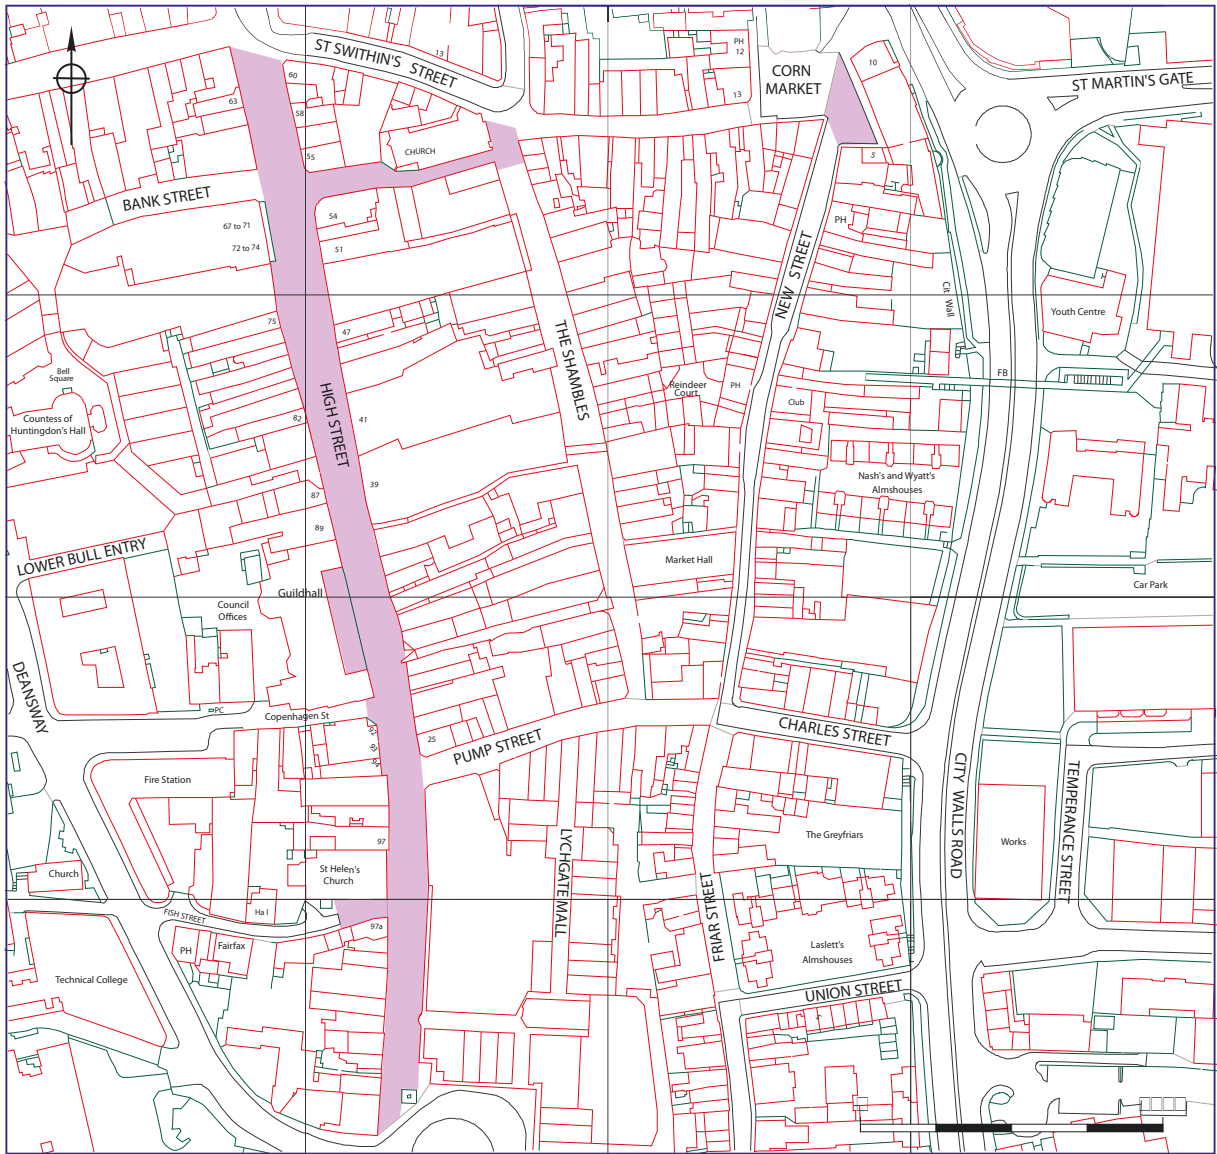 ST SWITHIN'S STREET
13
PH
12
13
CORN
MARKET
10
ST MARTIN'S GATE
60
63
58
55
CHURCH
5
BANK STREET
54
51
67 to 71
72 to 74
PH
NEW STREET
75
47
Cit Wall
Youth Centre
THE SHAMBLES
Bell
Square
Countess of
Huntingdon's Hall
82
HIGH STREET
41
Reindeer
Court
PH
Club
FB
39
87
89
Nash's and Wyatt's
Almshouses
LOWER BULL ENTRY
Market Hall
Car Park
Guildhall
Council
Offices
DEANSWAY
PC
Copenhagen St
92
93
94
25
PUMP STREET
CHARLES STREET
Fire Station
CITY WALLS ROAD
TEMPERANCE STREET
97
LYCHGATE MALL
The Greyfriars
Works
Church
St Helen's
Church
FISH STREET
Ha l
97a
FRIAR STREET
PH
Fairfax
Laslett's
Almshouses
Technical College
UNION STREET